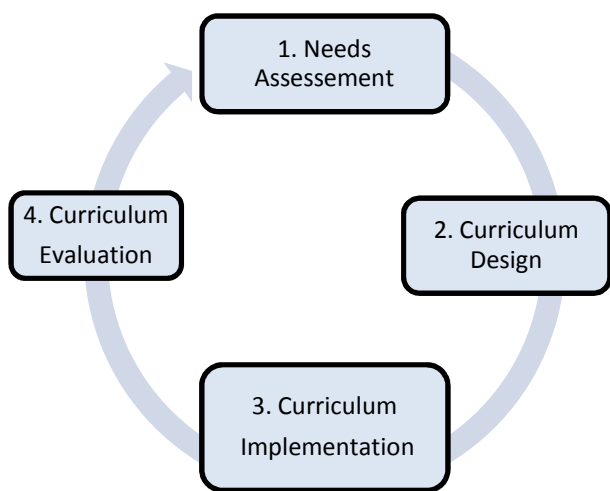 1. Needs
Assessement
2. Curriculum
Design
3. Curriculum
Implementation
4. Curriculum
Evaluation